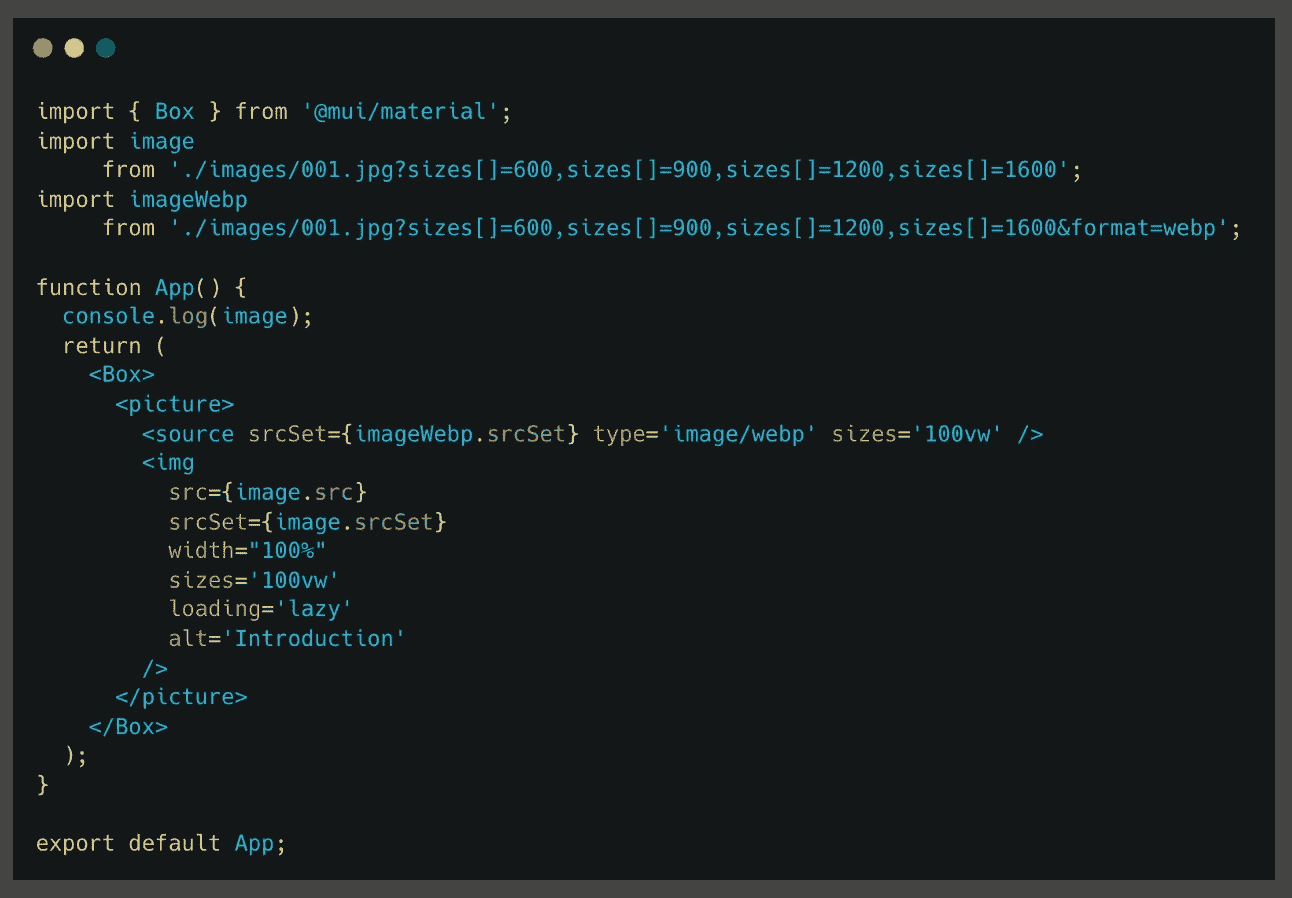 import { Box } from '@mui/material';
import image
     from './images/001.jpg?sizes[]=600,sizes[]=900,sizes[]=1200,sizes[]=1600';
import imageWebp
     from './images/001.jpg?sizes[]=600,sizes[]=900,sizes[]=1200,sizes[]=1600&format=webp';

function App() {
  console.log(image);
  return (
    <Box>
      <picture>
        <source srcSet={imageWebp.srcSet} type='image/webp' sizes='100vw' />
        <img
          src={image.src}
          srcSet={image.srcSet}
          width="100%"
          sizes='100vw'
          loading='lazy'
          alt='Introduction'
        />
      </picture>
    </Box>
  );
}

export default App;